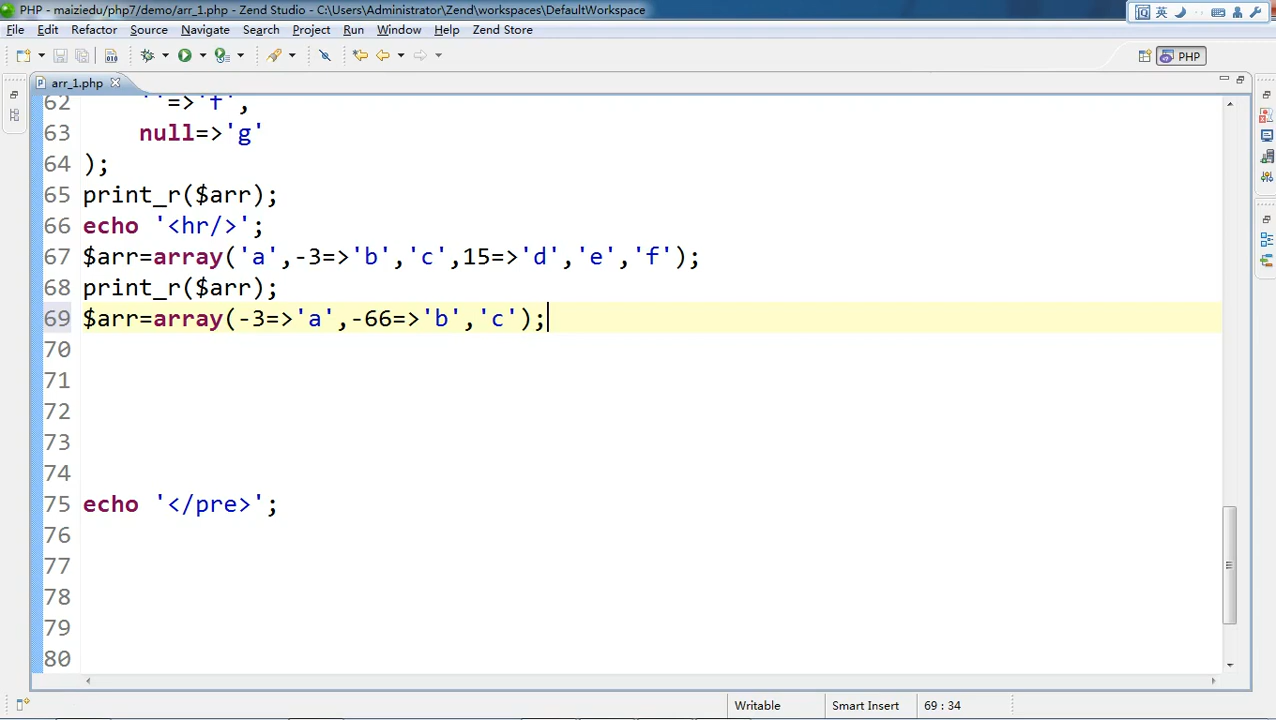 PHP - maiziedu/php7/demo/arr_1.php - Zend Studio - C:\Users\Administrator\Zend\workspaces\DefaultWorkspace
英
File Edit Refactor Source Navigate Search Project Run Window Help Zend Store
PHP
arr_1.php
62 ''=>'f',
63 null=>'g'
64 );
65 print_r($arr);
66 echo '<hr/>';
67 $arr=array('a',-3=>'b','c',15=>'d','e','f');
68 print_r($arr);
69 $arr=array(-3=>'a',-66=>'b','c');
70
71
72
73
74
75 echo '</pre>';
76
77
78
79
80
Writable Smart Insert 69 : 34